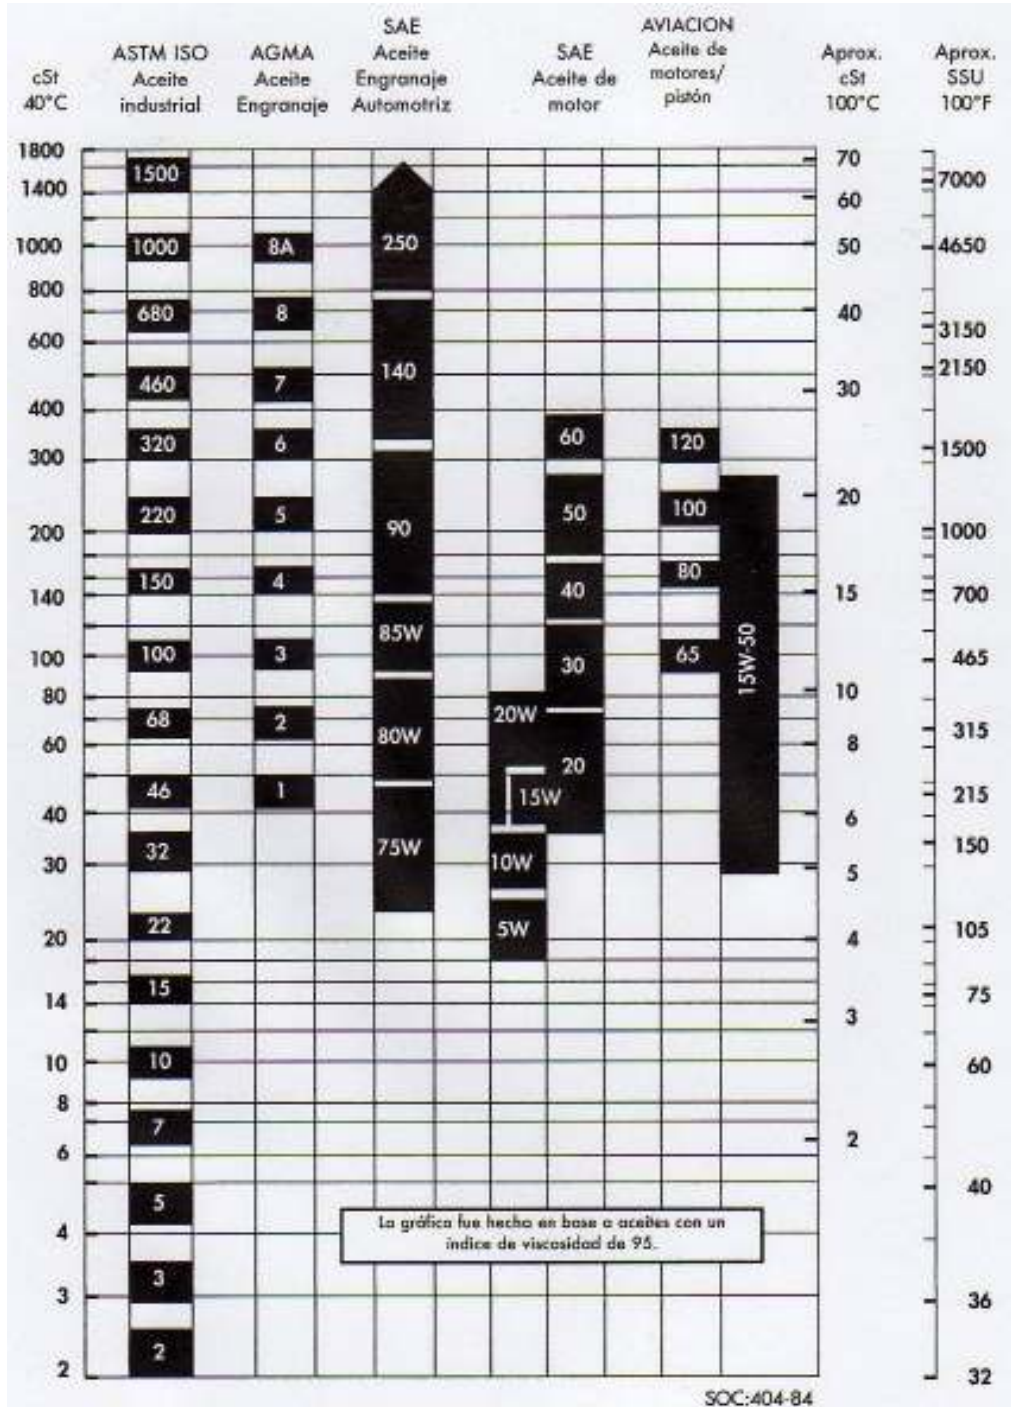 cSt
40°C
ASTM ISO
Aceite
industrial
AGMA
Aceite
Engranaje
SAE
Aceite
Engranaje
Automotriz
SAE
Aceite de
motor
AVIACION
Aceite de
motores/
pistón
Aprox.
cSt
100°C
Aprox.
SSU
100°F
1800
1400
1000
800
600
400
300
200
140
100
80
60
40
30
20
14
10
8
6
4
3
2
1500
1000
680
460
320
220
150
100
68
46
32
22
15
10
7
5
3
2
8A
8
7
6
5
4
3
2
1
250
140
90
85W
80W
75W
20W
15W
10W
5W
60
50
40
30
20
120
100
80
65
15W-50
70
60
50
40
30
20
15
10
8
6
5
4
3
2
7000
4650
3150
2150
1500
1000
700
465
315
215
150
105
75
60
40
36
32
La gráfica fue hecha en base a aceites con un
indice de viscosidad de 95.
SOC:404-84